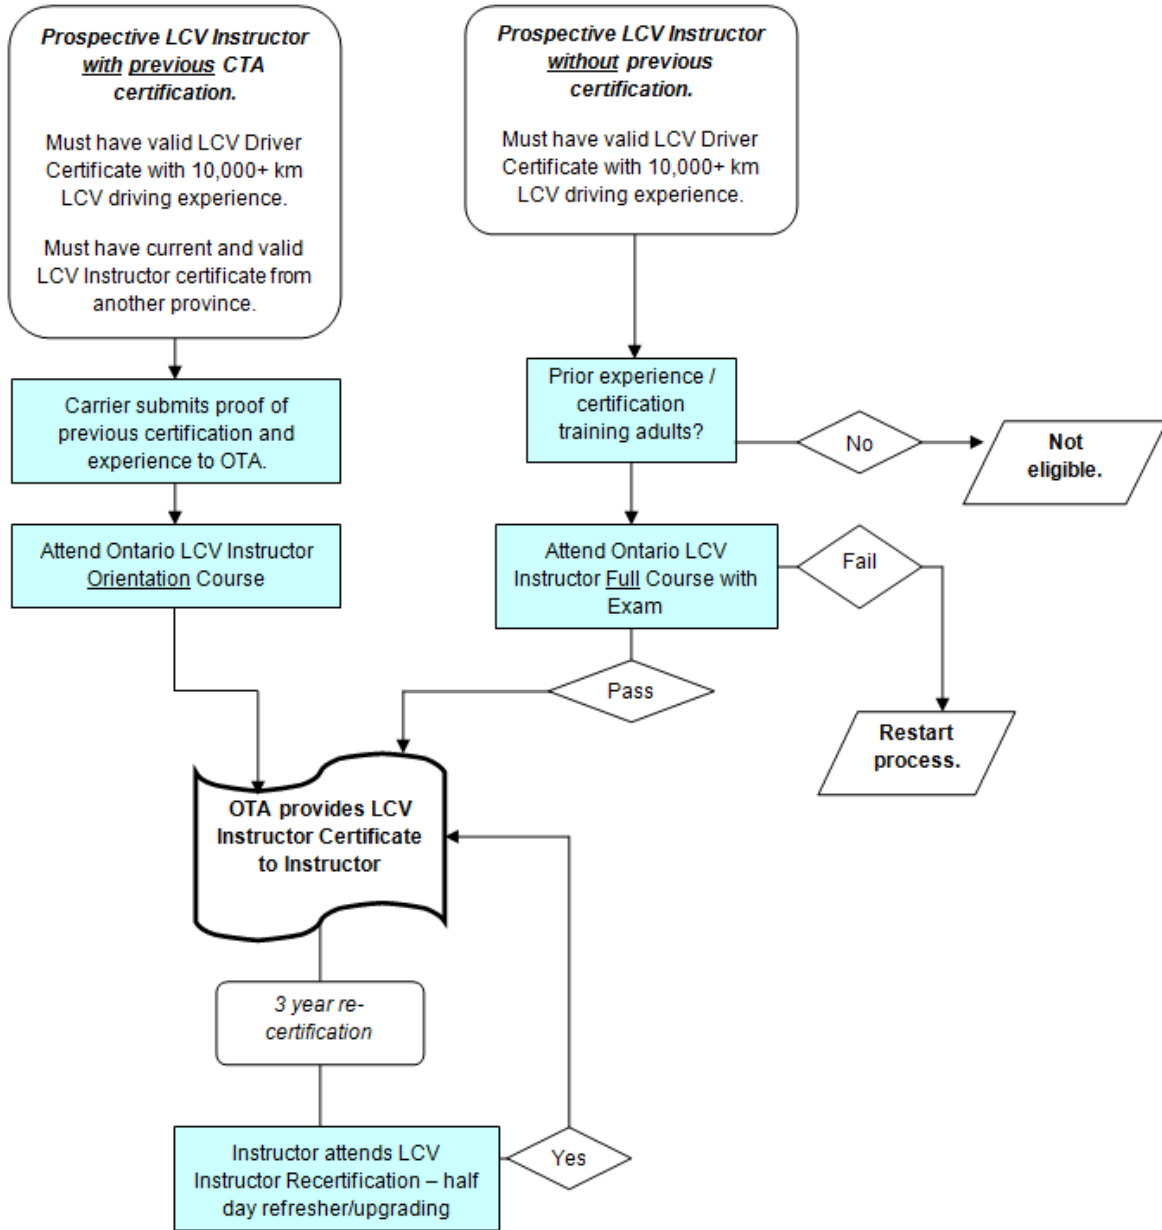 Prospective LCV Instructor
with previous CTA
certification.
Must have valid LCV Driver
Certificate with 10,000+ km
LCV driving experience.
Must have current and valid
LCV Instructor certificate from
another province.
Prospective LCV Instructor
without previous
certification.
Must have valid LCV Driver
Certificate with 10,000+ km
LCV driving experience.
Carrier submits proof of
previous certification and
experience to OTA.
Prior experience /
certification
training adults?
No
Not
eligible.
Attend Ontario LCV Instructor
Orientation Course
Attend Ontario LCV
Instructor Full Course with
Exam
Fail
Pass
Restart
process.
OTA provides LCV
Instructor Certificate
to Instructor
3 year re-
certification
Instructor attends LCV
Instructor Recertification – half
day refresher/upgrading
Yes